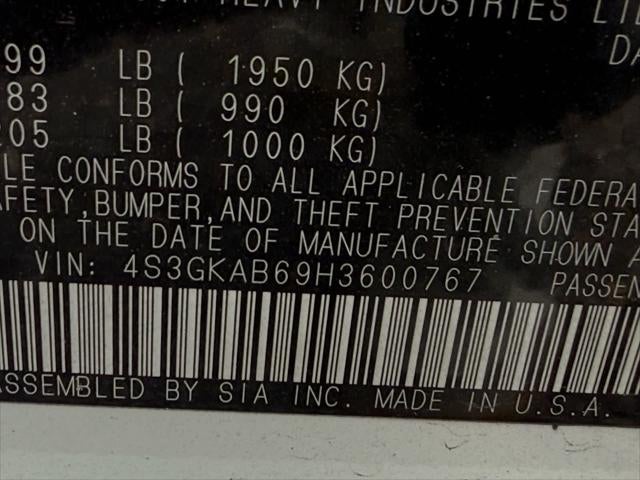 HEAVY INDUSTRIES
99 LB ( 1950 KG)
83 LB ( 990 KG)
205 LB ( 1000 KG)
LE CONFORMS TO ALL APPLICABLE FEDERA
AFETY,BUMPER,AND THEFT PREVENTION STA
ON THE DATE OF MANUFACTURE SHOWN A
VIN: 4S3GKAB69H3600767 PASSEN
ASSEMBLED BY SIA INC. MADE IN U.S.A.